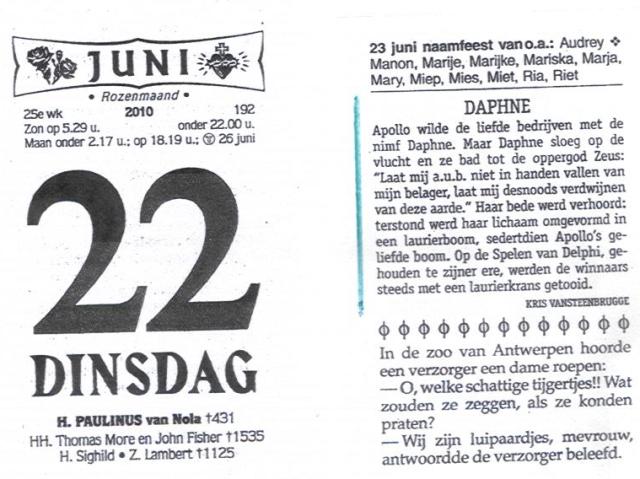 JUNI
• Rozenmaand •
25e wk 2010 192
Zon op 5.29 u. onder 22.00 u.
Maan onder 2.17 u.; op 18.19 u.; 26 juni
22
DINSDAG
H. PAULINUS van Nola †431
HH. Thomas More en John Fisher †1535
H. Sighild • Z. Lambert †1125
23 juni naamfeest van o.a.: Audrey ❖
Manon, Marije, Marijke, Mariska, Marja,
Mary, Miep, Mies, Miet, Ria, Riet
DAPHNE
Apollo wilde de liefde bedrijven met de
nimf Daphne. Maar Daphne sloeg op de
vlucht en ze bad tot de oppergod Zeus:
"Laat mij a.u.b. niet in handen vallen van
mijn belager, laat mij desnoods verdwijnen
van deze aarde." Haar bede werd verhoord:
terstond werd haar lichaam omgevormd in
een laurierboom, sedertdien Apollo's ge-
liefde boom. Op de Spelen van Delphi, ge-
houden te zijner ere, werden de winnaars
steeds met een laurierkrans getooid.
KRIS VANSTEENBRUGGE
In de zoo van Antwerpen hoorde
een verzorger een dame roepen:
— O, welke schattige tijgertjes!! Wat
zouden ze zeggen, als ze konden
praten?
— Wij zijn luipaardjes, mevrouw,
antwoordde de verzorger beleefd.